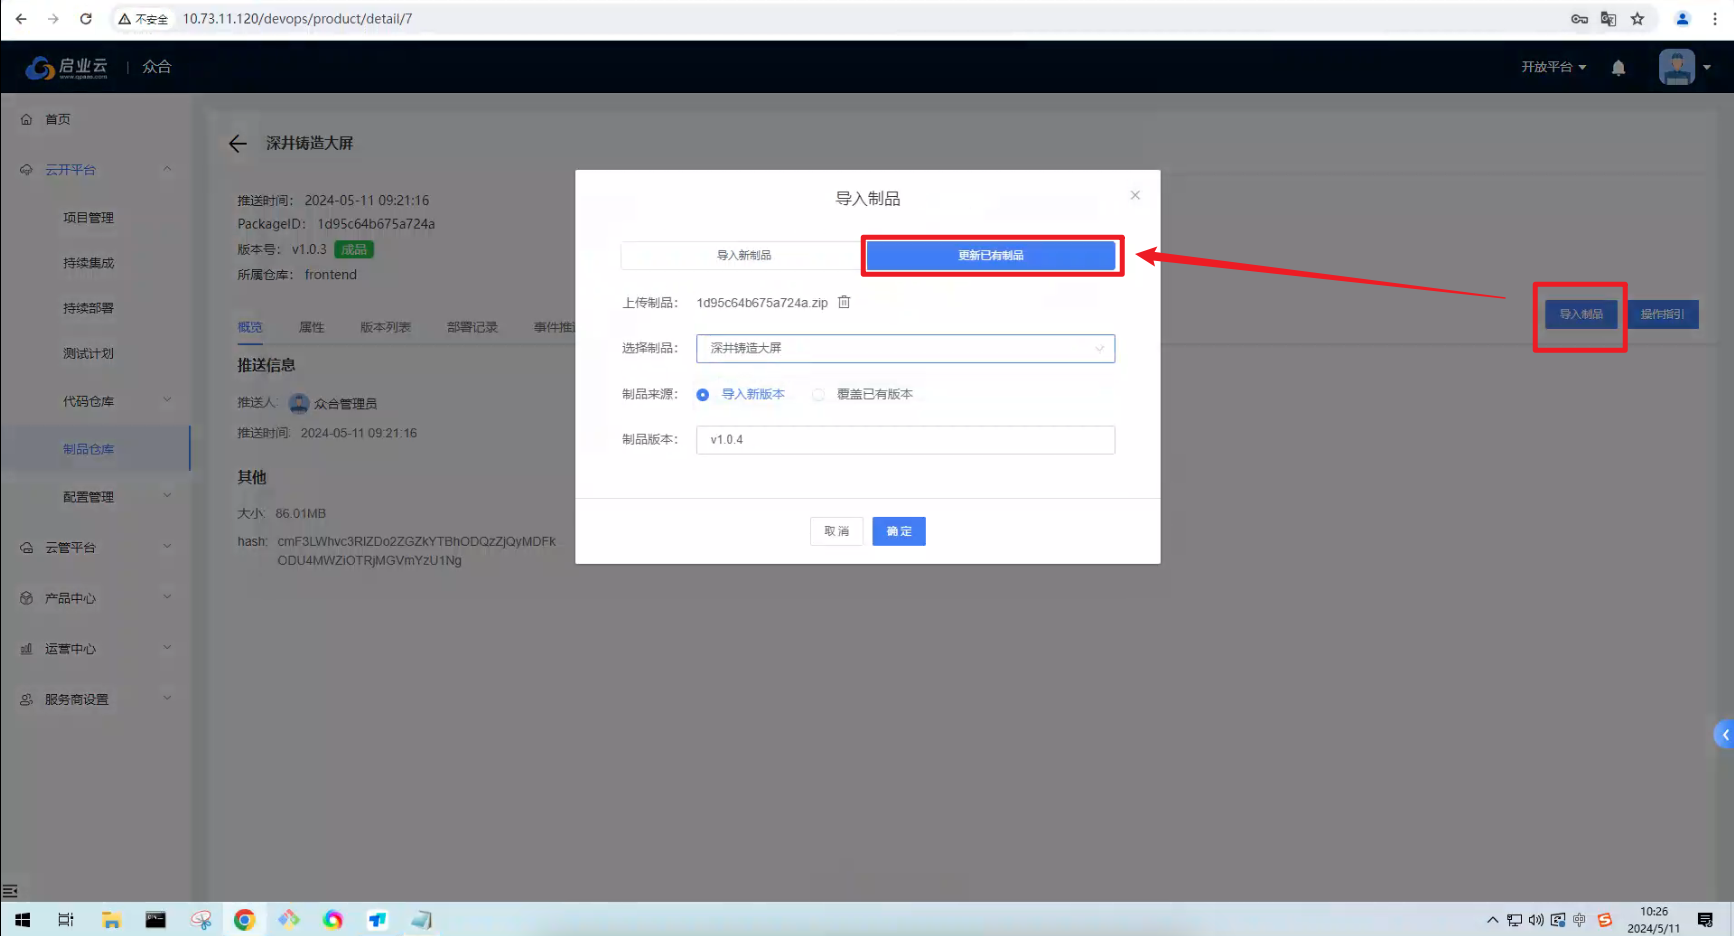 不安全 10.73.11.120/devops/product/detail/7
启业云 众合
www.qipaas.com
开放平台
首页
云开平台
项目管理
持续集成
持续部署
测试计划
代码仓库
制品仓库
配置管理
云管平台
产品中心
运营中心
服务商设置
深井铸造大屏
推送时间： 2024-05-11 09:21:16
PackageID： 1d95c64b675a724a
版本号： v1.0.3 成品
所属仓库： frontend
概览 属性 版本列表 部署记录 事件推
导入制品 操作指引
推送信息
推送人: 众合管理员
推送时间: 2024-05-11 09:21:16
其他
大小: 86.01MB
hash: cmF3LWhvc3RlZDo2ZGZkYTBhODQzZjQyMDFk
ODU4MWZiOTRjMGVmYzU1Ng
导入制品
导入新制品 更新已有制品
上传制品： 1d95c64b675a724a.zip
选择制品： 深井铸造大屏
制品来源： 导入新版本 覆盖已有版本
制品版本： v1.0.4
取 消 确 定
中
10:26
2024/5/11